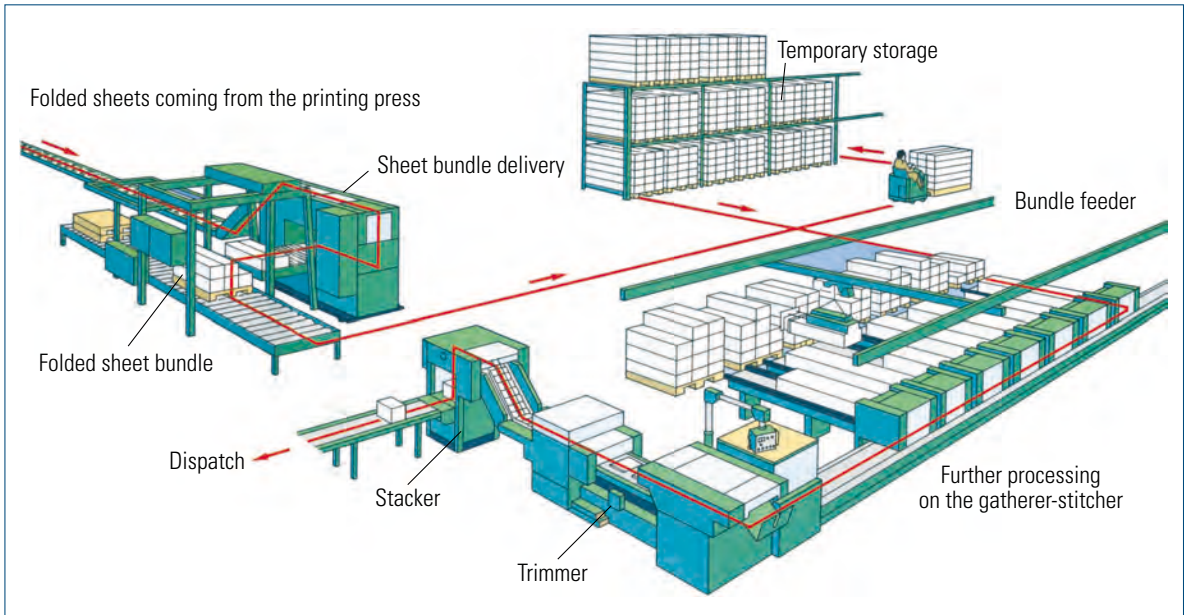 Temporary storage
Folded sheets coming from the printing press
Sheet bundle delivery
Bundle feeder
Folded sheet bundle
Dispatch
Stacker
Further processing
on the gatherer-stitcher
Trimmer